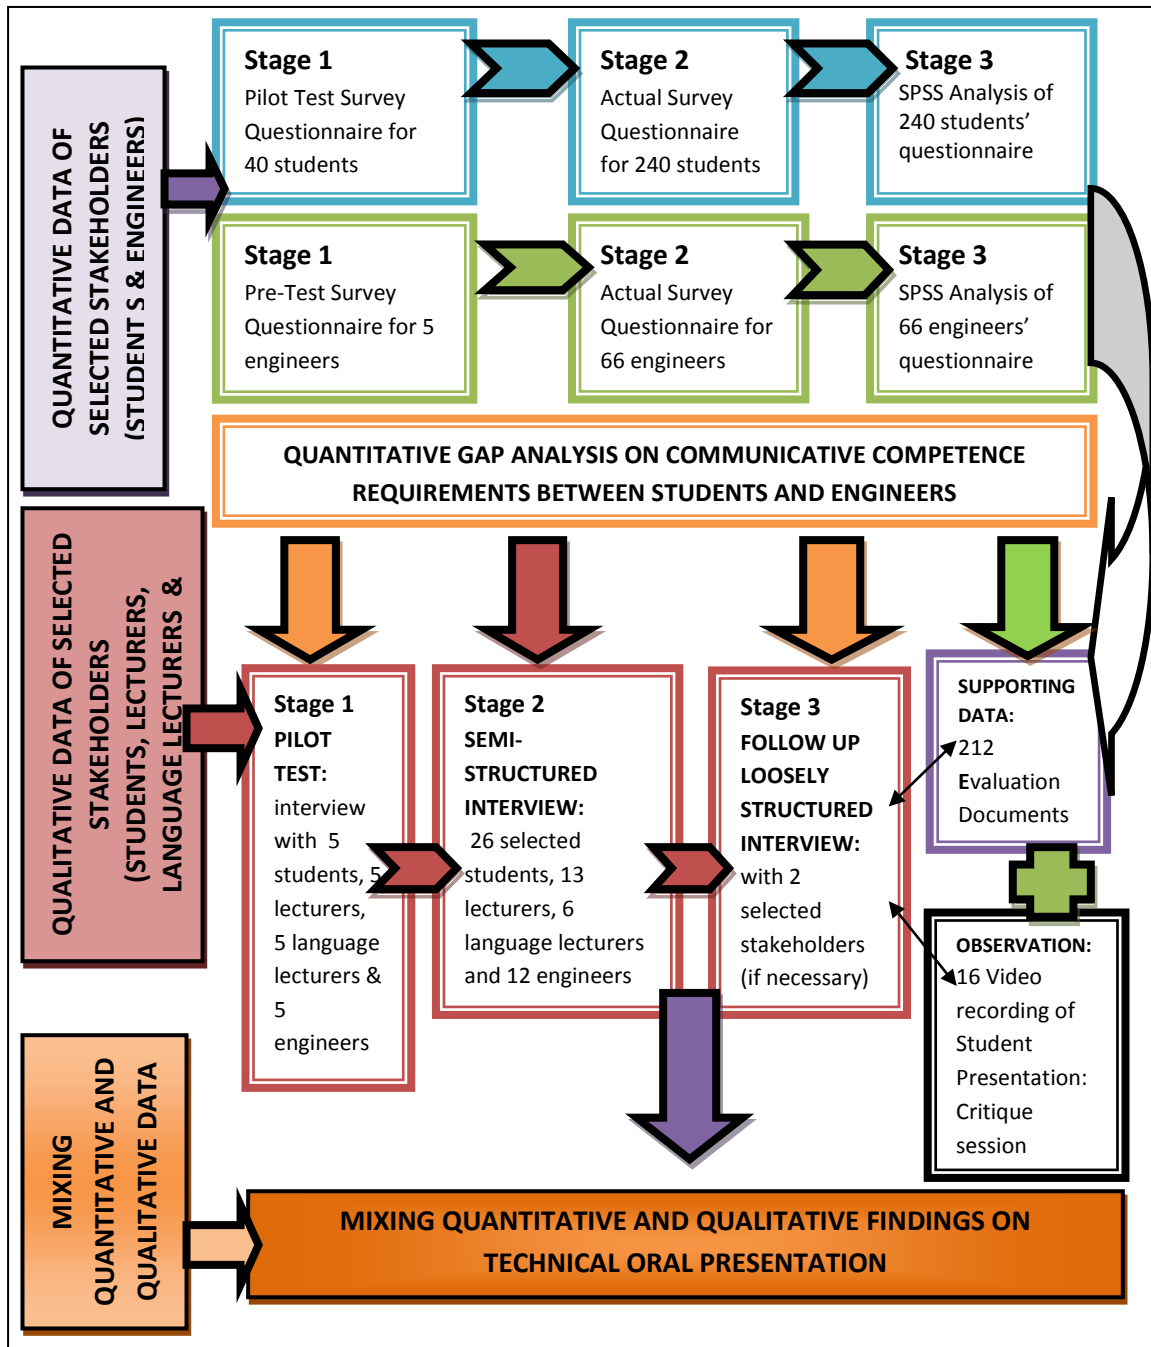 QUANTITATIVE DATA OF
SELECTED STAKEHOLDERS
(STUDENT S & ENGINEERS)
Stage 1
Pilot Test Survey
Questionnaire for
40 students
Stage 2
Actual Survey
Questionnaire
for 240 students
Stage 3
SPSS Analysis of
240 students’
questionnaire
Stage 1
Pre-Test Survey
Questionnaire for 5
engineers
Stage 2
Actual Survey
Questionnaire for
66 engineers
Stage 3
SPSS Analysis of
66 engineers’
questionnaire
QUANTITATIVE GAP ANALYSIS ON COMMUNICATIVE COMPETENCE
REQUIREMENTS BETWEEN STUDENTS AND ENGINEERS
QUALITATIVE DATA OF SELECTED
STAKEHOLDERS
(STUDENTS, LECTURERS,
LANGUAGE LECTURERS &
Stage 1
PILOT
TEST:
interview
with 5
students, 5
lecturers,
5 language
lecturers &
5
engineers
Stage 2
SEMI-
STRUCTURED
INTERVIEW:
26 selected
students, 13
lecturers, 6
language lecturers
and 12 engineers
Stage 3
FOLLOW UP
LOOSELY
STRUCTURED
INTERVIEW:
with 2
selected
stakeholders
(if necessary)
SUPPORTING
DATA:
212
Evaluation
Documents
OBSERVATION:
16 Video
recording of
Student
Presentation:
Critique
session
MIXING
QUANTITATIVE AND
QUALITATIVE DATA
MIXING QUANTITATIVE AND QUALITATIVE FINDINGS ON
TECHNICAL ORAL PRESENTATION